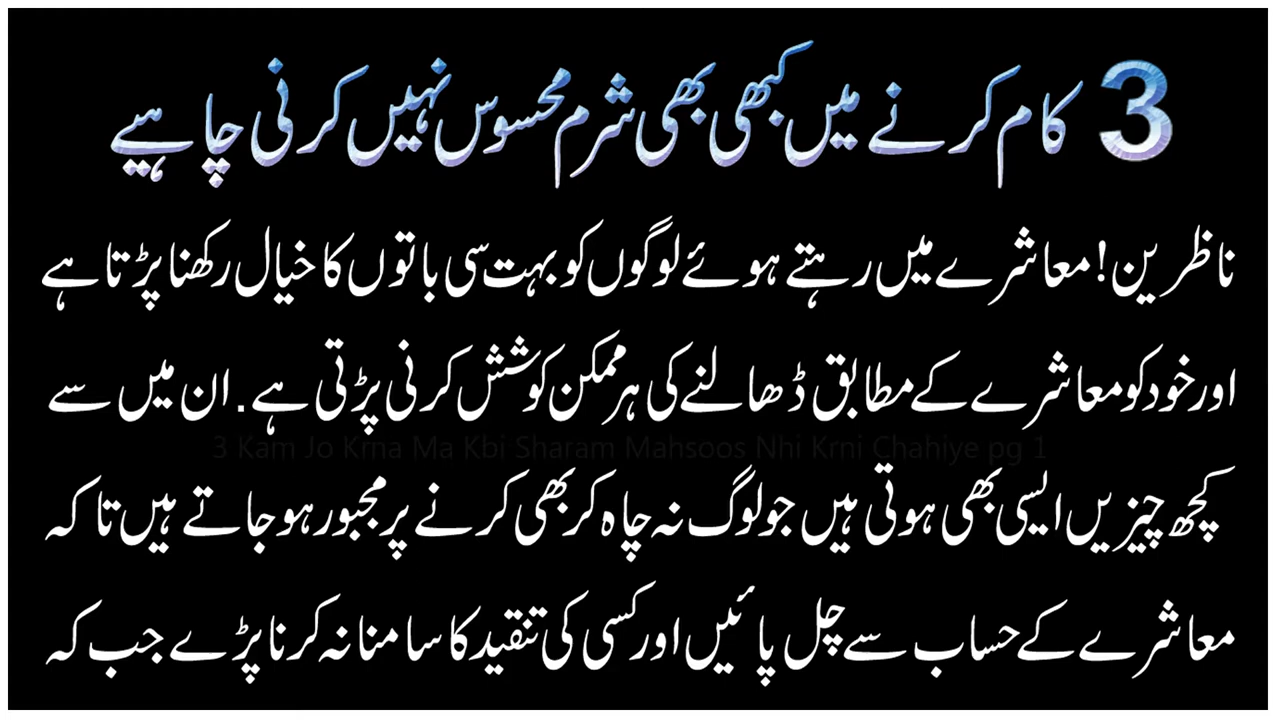 3 کام کرنے میں کبھی بھی شرم محسوس نہیں کرنی چاہیے
ناظرین! معاشرے میں رہتے ہوئے لوگوں کو بہت سی باتوں کا خیال رکھنا پڑتا ہے
اور خود کو معاشرے کے مطابق ڈھالنے کی ہر ممکن کوشش کرنی پڑتی ہے. ان میں سے
3 Kam Jo Krna Ma Kbi Sharam Mahsoos Nhi Krni Chahiye pg 1
کچھ چیزیں ایسی بھی ہوتی ہیں جو لوگ نہ چاہ کر بھی کرنے پر مجبور ہو جاتے ہیں تا کہ
معاشرے کے حساب سے چل پائیں اور کسی کی تنقید کا سامنا نہ کرنا پڑے جب کہ